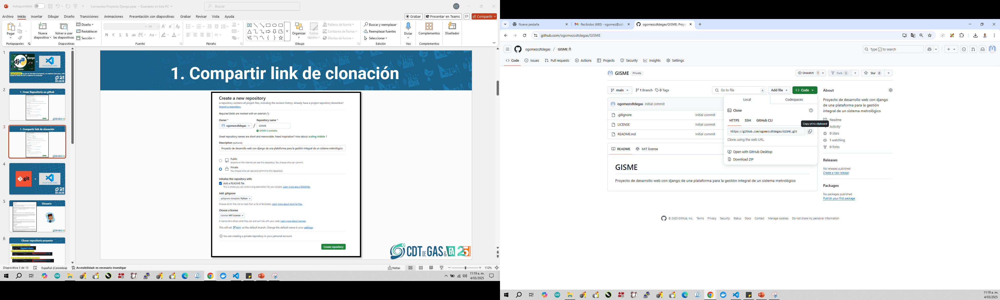 Autoguardado
Comandos Proyecto Django.pptx • Guardado en Este PC
Buscar
CC
Archivo Inicio Insertar Dibujar Diseño Transiciones Animaciones Presentación con diapositivas Grabar Revisar Vista Ayuda
Grabar Presentar en Teams Compartir
Pegar
Nueva diapositiva
Volver a usar las diapositivas
Diseño
Restablecer
Sección
44
N K S S ab AV Aa A
Organizar
Estilos rápidos
Relleno de forma
Contorno de forma
Efectos de forma
Buscar y reemplazar
Reemplazar fuentes
Seleccionar
Dictar
Complementos
Diseñador
Portapapeles Diapositivas Fuente Párrafo Dibujo Edición Voz Complementos
1
dj django
Venv
+
Visual Studio Code
2
1. Crear Repositorio en github
3
1. Compartir link de clonación
4
git
+
Visual Studio Code
5
Glosario
6
Clonar repositorio proyecto
1. Compartir link de clonación
Create a new repository
A repository contains all project files, including the revision history. Already have a project repository elsewhere?
Import a repository.
Required fields are marked with an asterisk (*).
Owner * Repository name *
ogomezcdtdegas / GISME
GISME is available.
Great repository names are short and memorable. Need inspiration? How about scaling-tribble ?
Description (optional)
Proyecto de desarrollo web con django de una plataforma para la gestión integral de un sistema metrológico
Public
Anyone on the internet can see this repository. You choose who can commit.
Private
You choose who can see and commit to this repository.
Initialize this repository with:
Add a README file
This is where you can write a long description for your project. Learn more about READMEs.
Add .gitignore
.gitignore template: Python
Choose which files not to track from a list of templates. Learn more about ignoring files.
Choose a license
License: MIT License
A license tells others what they can and can't do with your code. Learn more about licenses.
This will set main as the default branch. Change the default name in your settings.
You are creating a private repository in your personal account.
Create repository
CDT DE GAS & EA 25
Diapositiva 3 de 13 Español (Colombia) Accesibilidad: es necesario investigar
Notas
112%
11:19 a. m.
4/03/2025
Nueva pestaña
Recibidos (480) - ogomez@cdt
ogomezcdtdegas/GISME: Proye
github.com/ogomezcdtdegas/GISME
ogomezcdtdegas / GISME
Type / to search
Code Issues Pull requests Actions Projects Security Insights Settings
GISME Private
Unwatch 1
Fork 0
Star 0
main
1 Branch
0 Tags
Go to file
t
Add file
Code
ogomezcdtdegas Initial commit
.gitignore Initial commit
LICENSE Initial commit
README.md Initial commit
README MIT license
GISME
Proyecto de desarrollo web con django de una plataforma para la gestión integral de un sistema metrológico
Local Codespaces
Clone
HTTPS SSH GitHub CLI
Copy url to clipboard
https://github.com/ogomezcdtdegas/GISME.git
Clone using the web URL.
Open with GitHub Desktop
Download ZIP
About
Proyecto de desarrollo web con django
de una plataforma para la gestión
integral de un sistema metrológico
Readme
Activity
0 stars
1 watching
0 forks
Releases
No releases published
Create a new release
Packages
No packages published
Publish your first package
© 2025 GitHub, Inc. Terms Privacy Security Status Docs Contact Manage cookies Do not share my personal information
11:19 a. m.
4/03/2025